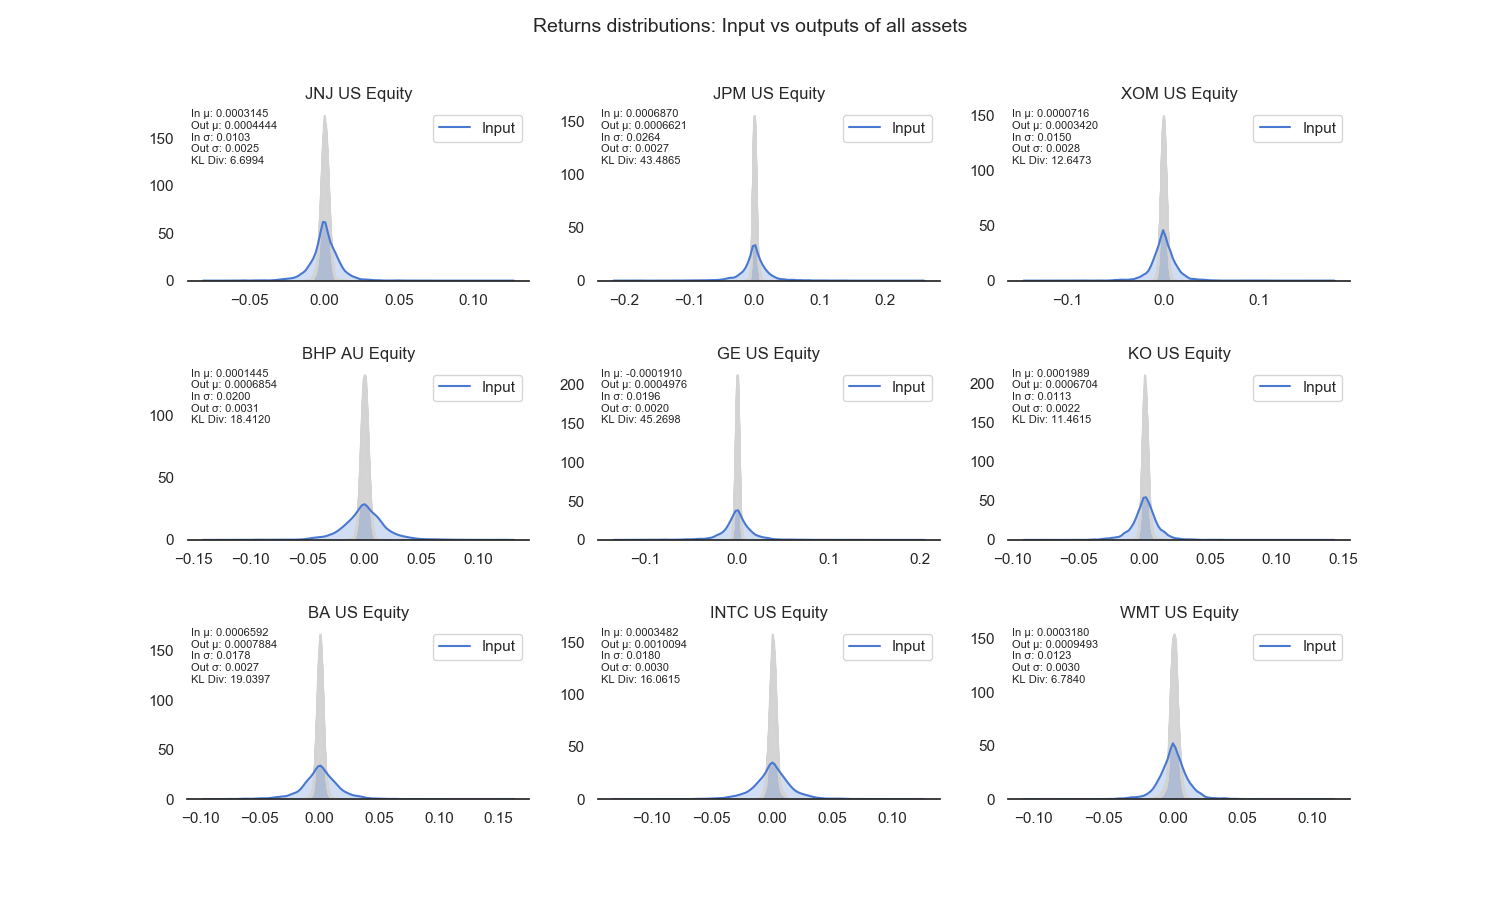 Returns distributions: Input vs outputs of all assets
JNJ US Equity
In μ: 0.0003145
Out μ: 0.0004444
In σ: 0.0103
Out σ: 0.0025
KL Div: 6.6994
Input
150
100
50
0
−0.05 0.00 0.05 0.10
JPM US Equity
In μ: 0.0006870
Out μ: 0.0006621
In σ: 0.0264
Out σ: 0.0027
KL Div: 43.4865
Input
150
100
50
0
−0.2 −0.1 0.0 0.1 0.2
XOM US Equity
In μ: 0.0000716
Out μ: 0.0003420
In σ: 0.0150
Out σ: 0.0028
KL Div: 12.6473
Input
150
100
50
0
−0.1 0.0 0.1
BHP AU Equity
In μ: 0.0001445
Out μ: 0.0006854
In σ: 0.0200
Out σ: 0.0031
KL Div: 18.4120
Input
100
50
0
−0.15 −0.10 −0.05 0.00 0.05 0.10
GE US Equity
In μ: -0.0001910
Out μ: 0.0004976
In σ: 0.0196
Out σ: 0.0020
KL Div: 45.2698
Input
200
150
100
50
0
−0.1 0.0 0.1 0.2
KO US Equity
In μ: 0.0001989
Out μ: 0.0006704
In σ: 0.0113
Out σ: 0.0022
KL Div: 11.4615
Input
200
150
100
50
0
−0.10 −0.05 0.00 0.05 0.10 0.15
BA US Equity
In μ: 0.0006592
Out μ: 0.0007884
In σ: 0.0178
Out σ: 0.0027
KL Div: 19.0397
Input
150
100
50
0
−0.10 −0.05 0.00 0.05 0.10 0.15
INTC US Equity
In μ: 0.0003482
Out μ: 0.0010094
In σ: 0.0180
Out σ: 0.0030
KL Div: 16.0615
Input
150
100
50
0
−0.10 −0.05 0.00 0.05 0.10
WMT US Equity
In μ: 0.0003180
Out μ: 0.0009493
In σ: 0.0123
Out σ: 0.0030
KL Div: 6.7840
Input
150
100
50
0
−0.10 −0.05 0.00 0.05 0.10